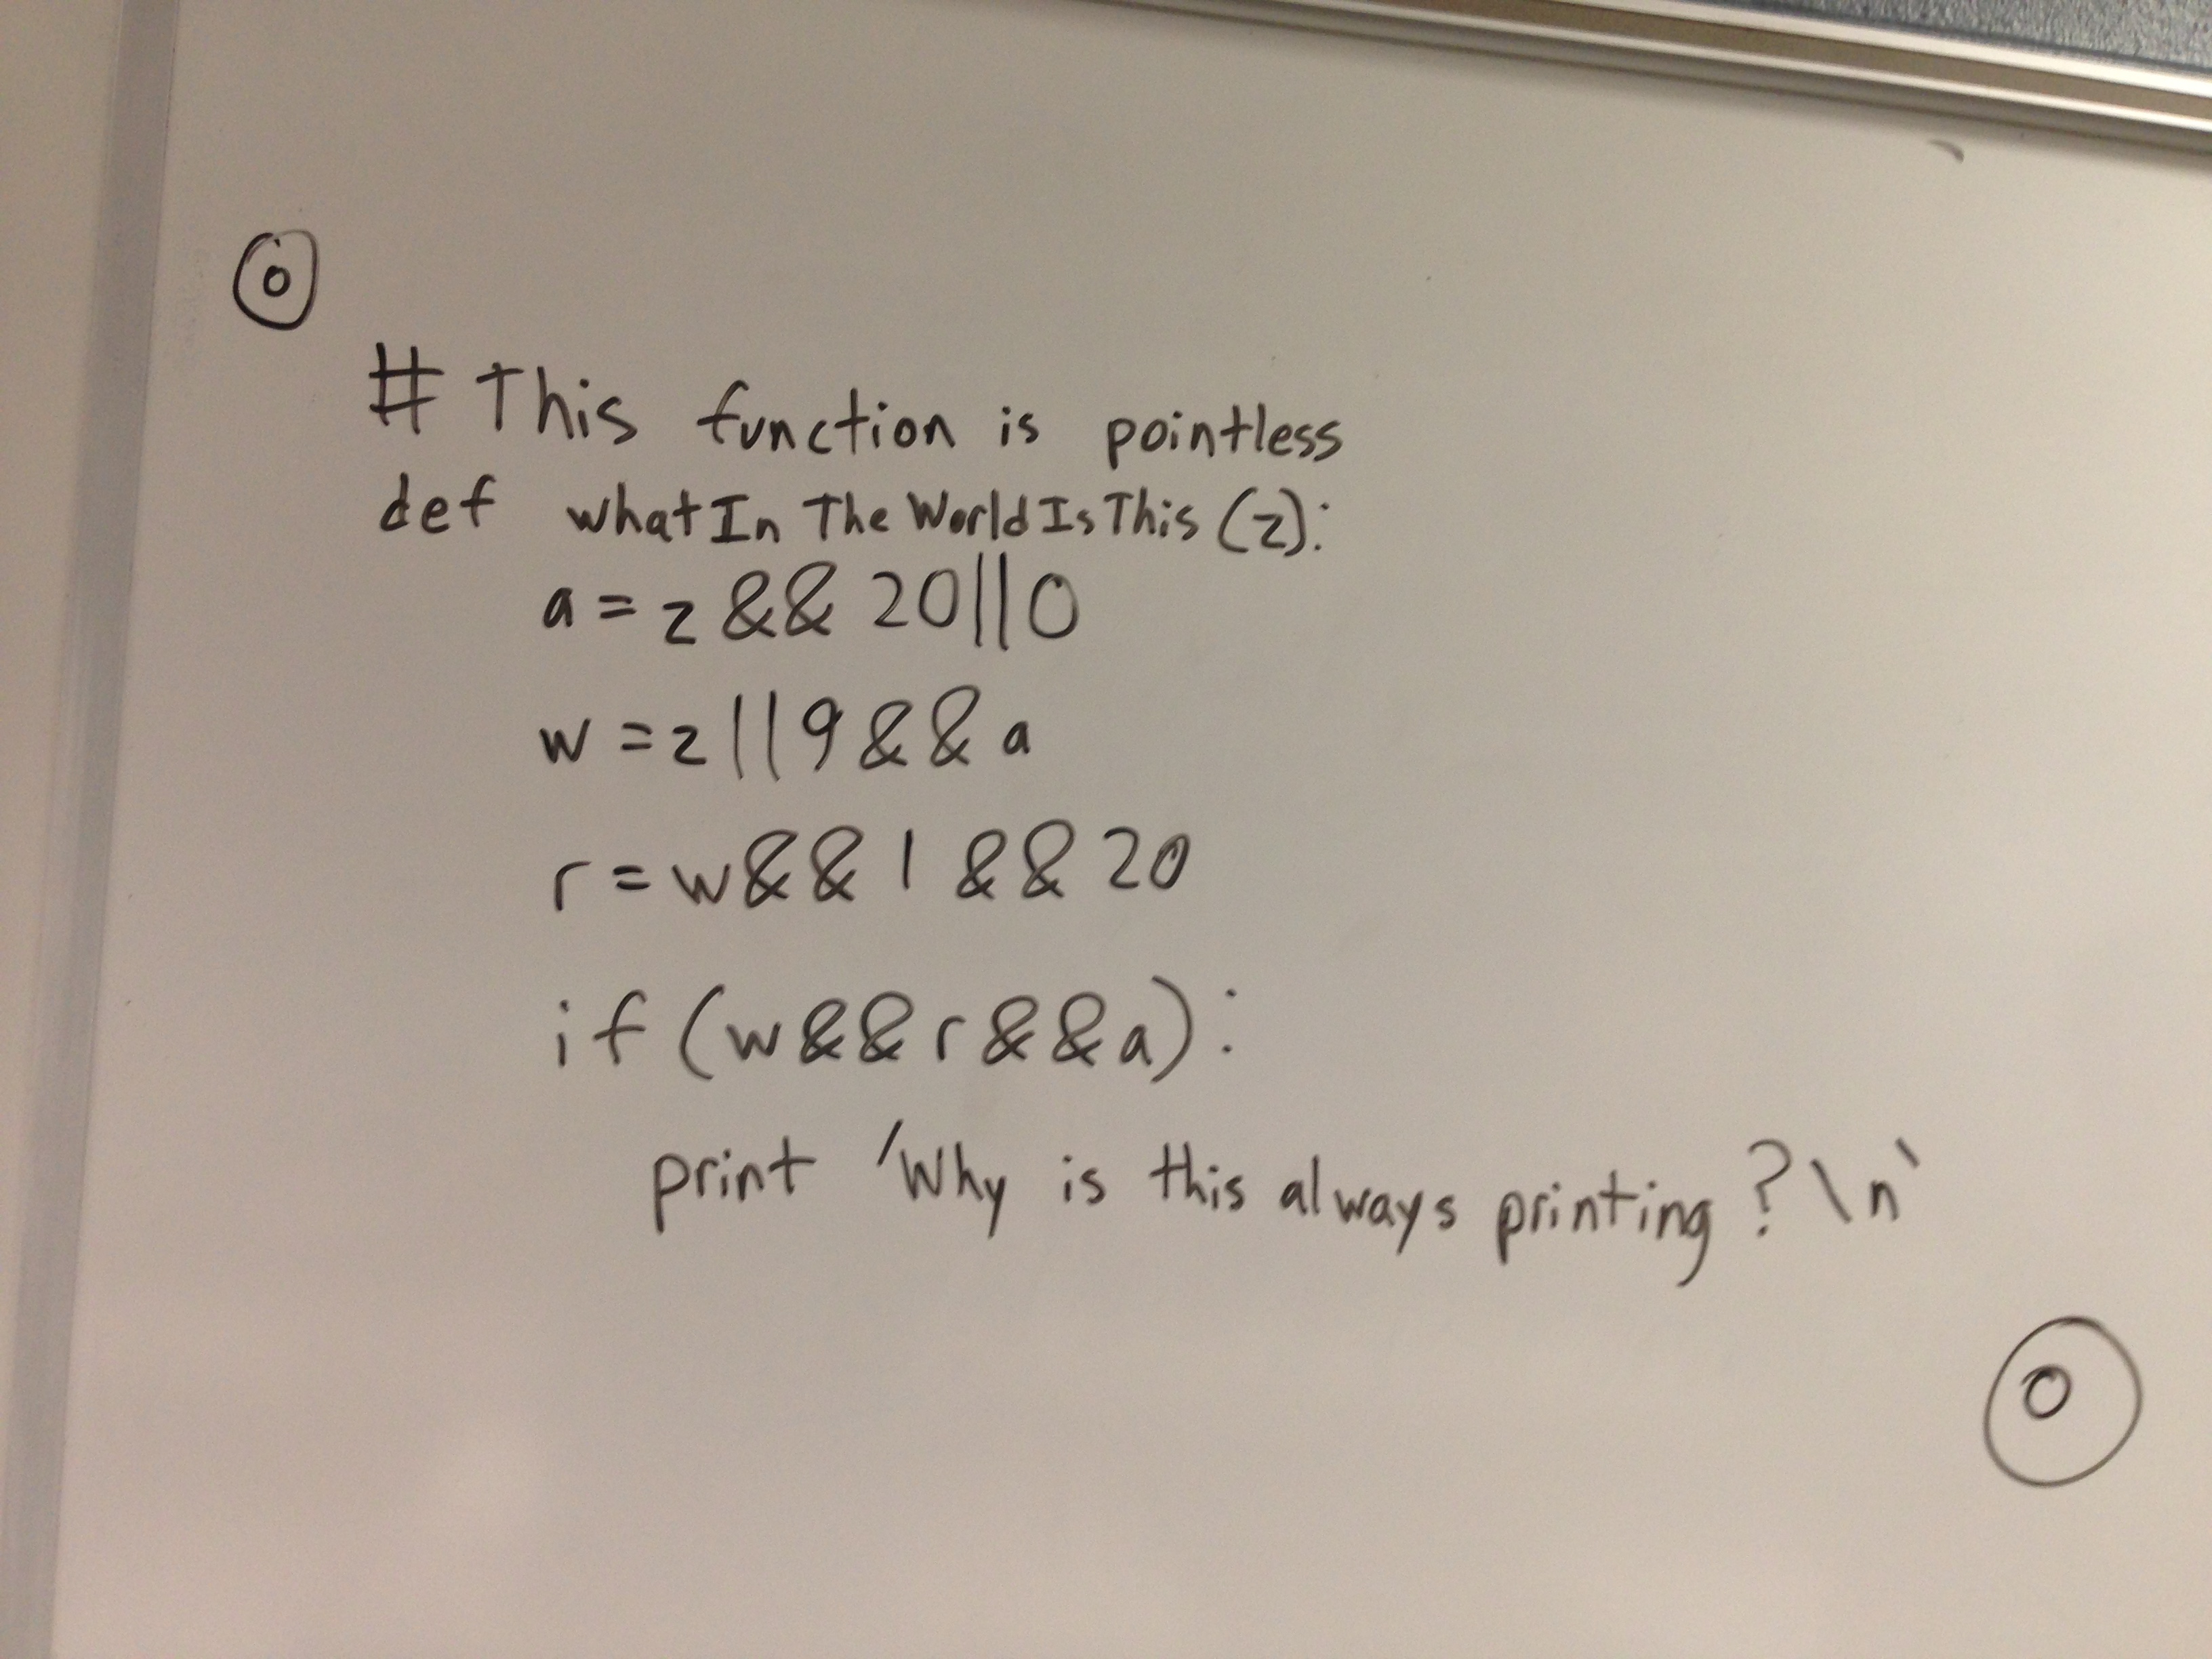 0
# This function is pointless
def whatInTheWorldIsThis(z):
a = z && 20||0
w = z||9 && a
r = w && 1 && 20
if (w && r && a):
print 'Why is this always printing?\n'
0